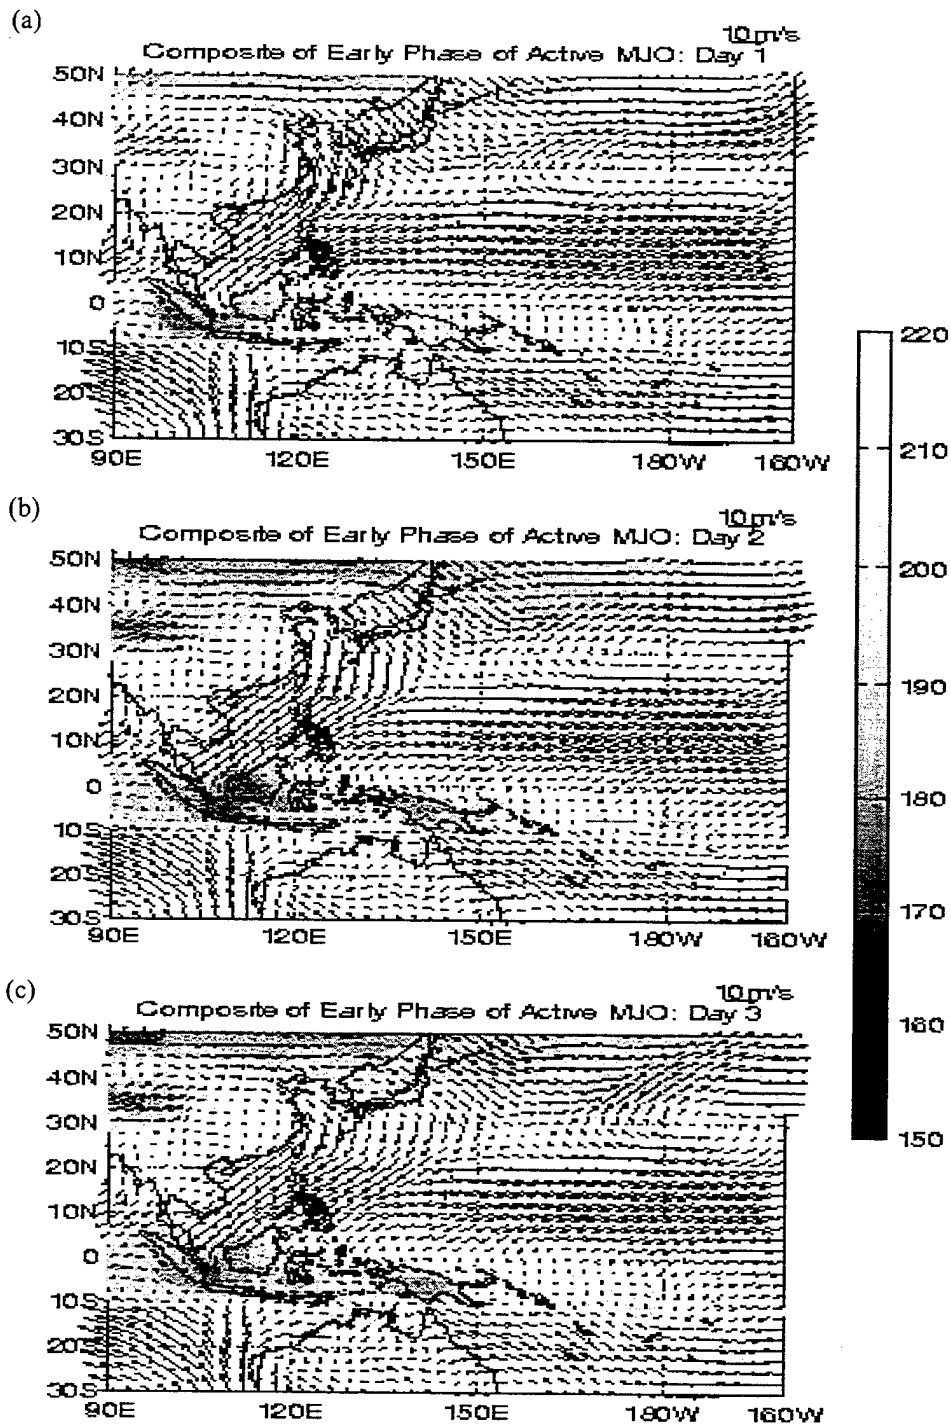 (a)
10 m/s
Composite of Early Phase of Active MJO: Day 1
50N
40N
30N
20N
10N
0
10S
20S
30S
90E 120E 150E 180W 160W
(b)
10 m/s
Composite of Early Phase of Active MJO: Day 2
50N
40N
30N
20N
10N
0
10S
20S
30S
90E 120E 150E 180W 160W
(c)
10 m/s
Composite of Early Phase of Active MJO: Day 3
50N
40N
30N
20N
10N
0
10S
20S
30S
90E 120E 150E 180W 160W
220
210
200
190
180
170
160
150